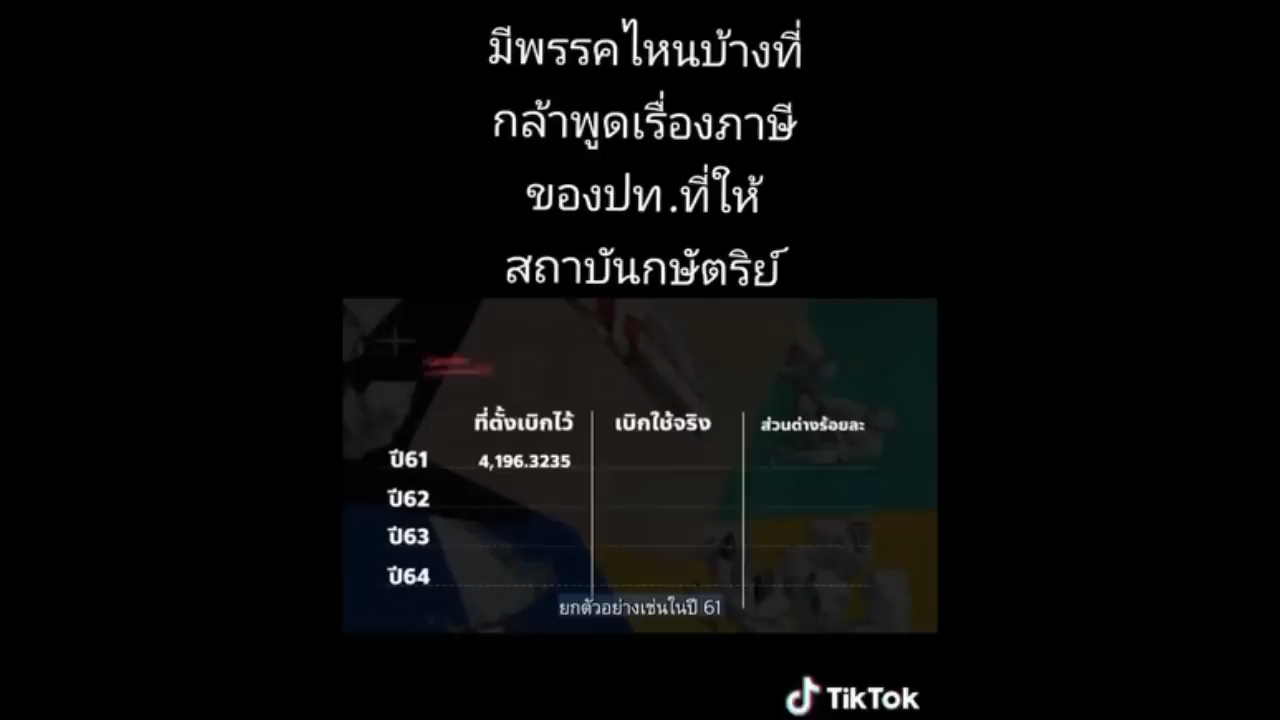 มีพรรคไหนบ้างที่
กล้าพูดเรื่องภาษี
ของปท.ที่ให้
สถาบันกษัตริย์
ที่ตั้งเบิกไว้ เบิกใช้จริง ส่วนต่างร้อยละ
ปี61 4,196.3235
ปี62
ปี63
ปี64
ยกตัวอย่างเช่นในปี 61
TikTok